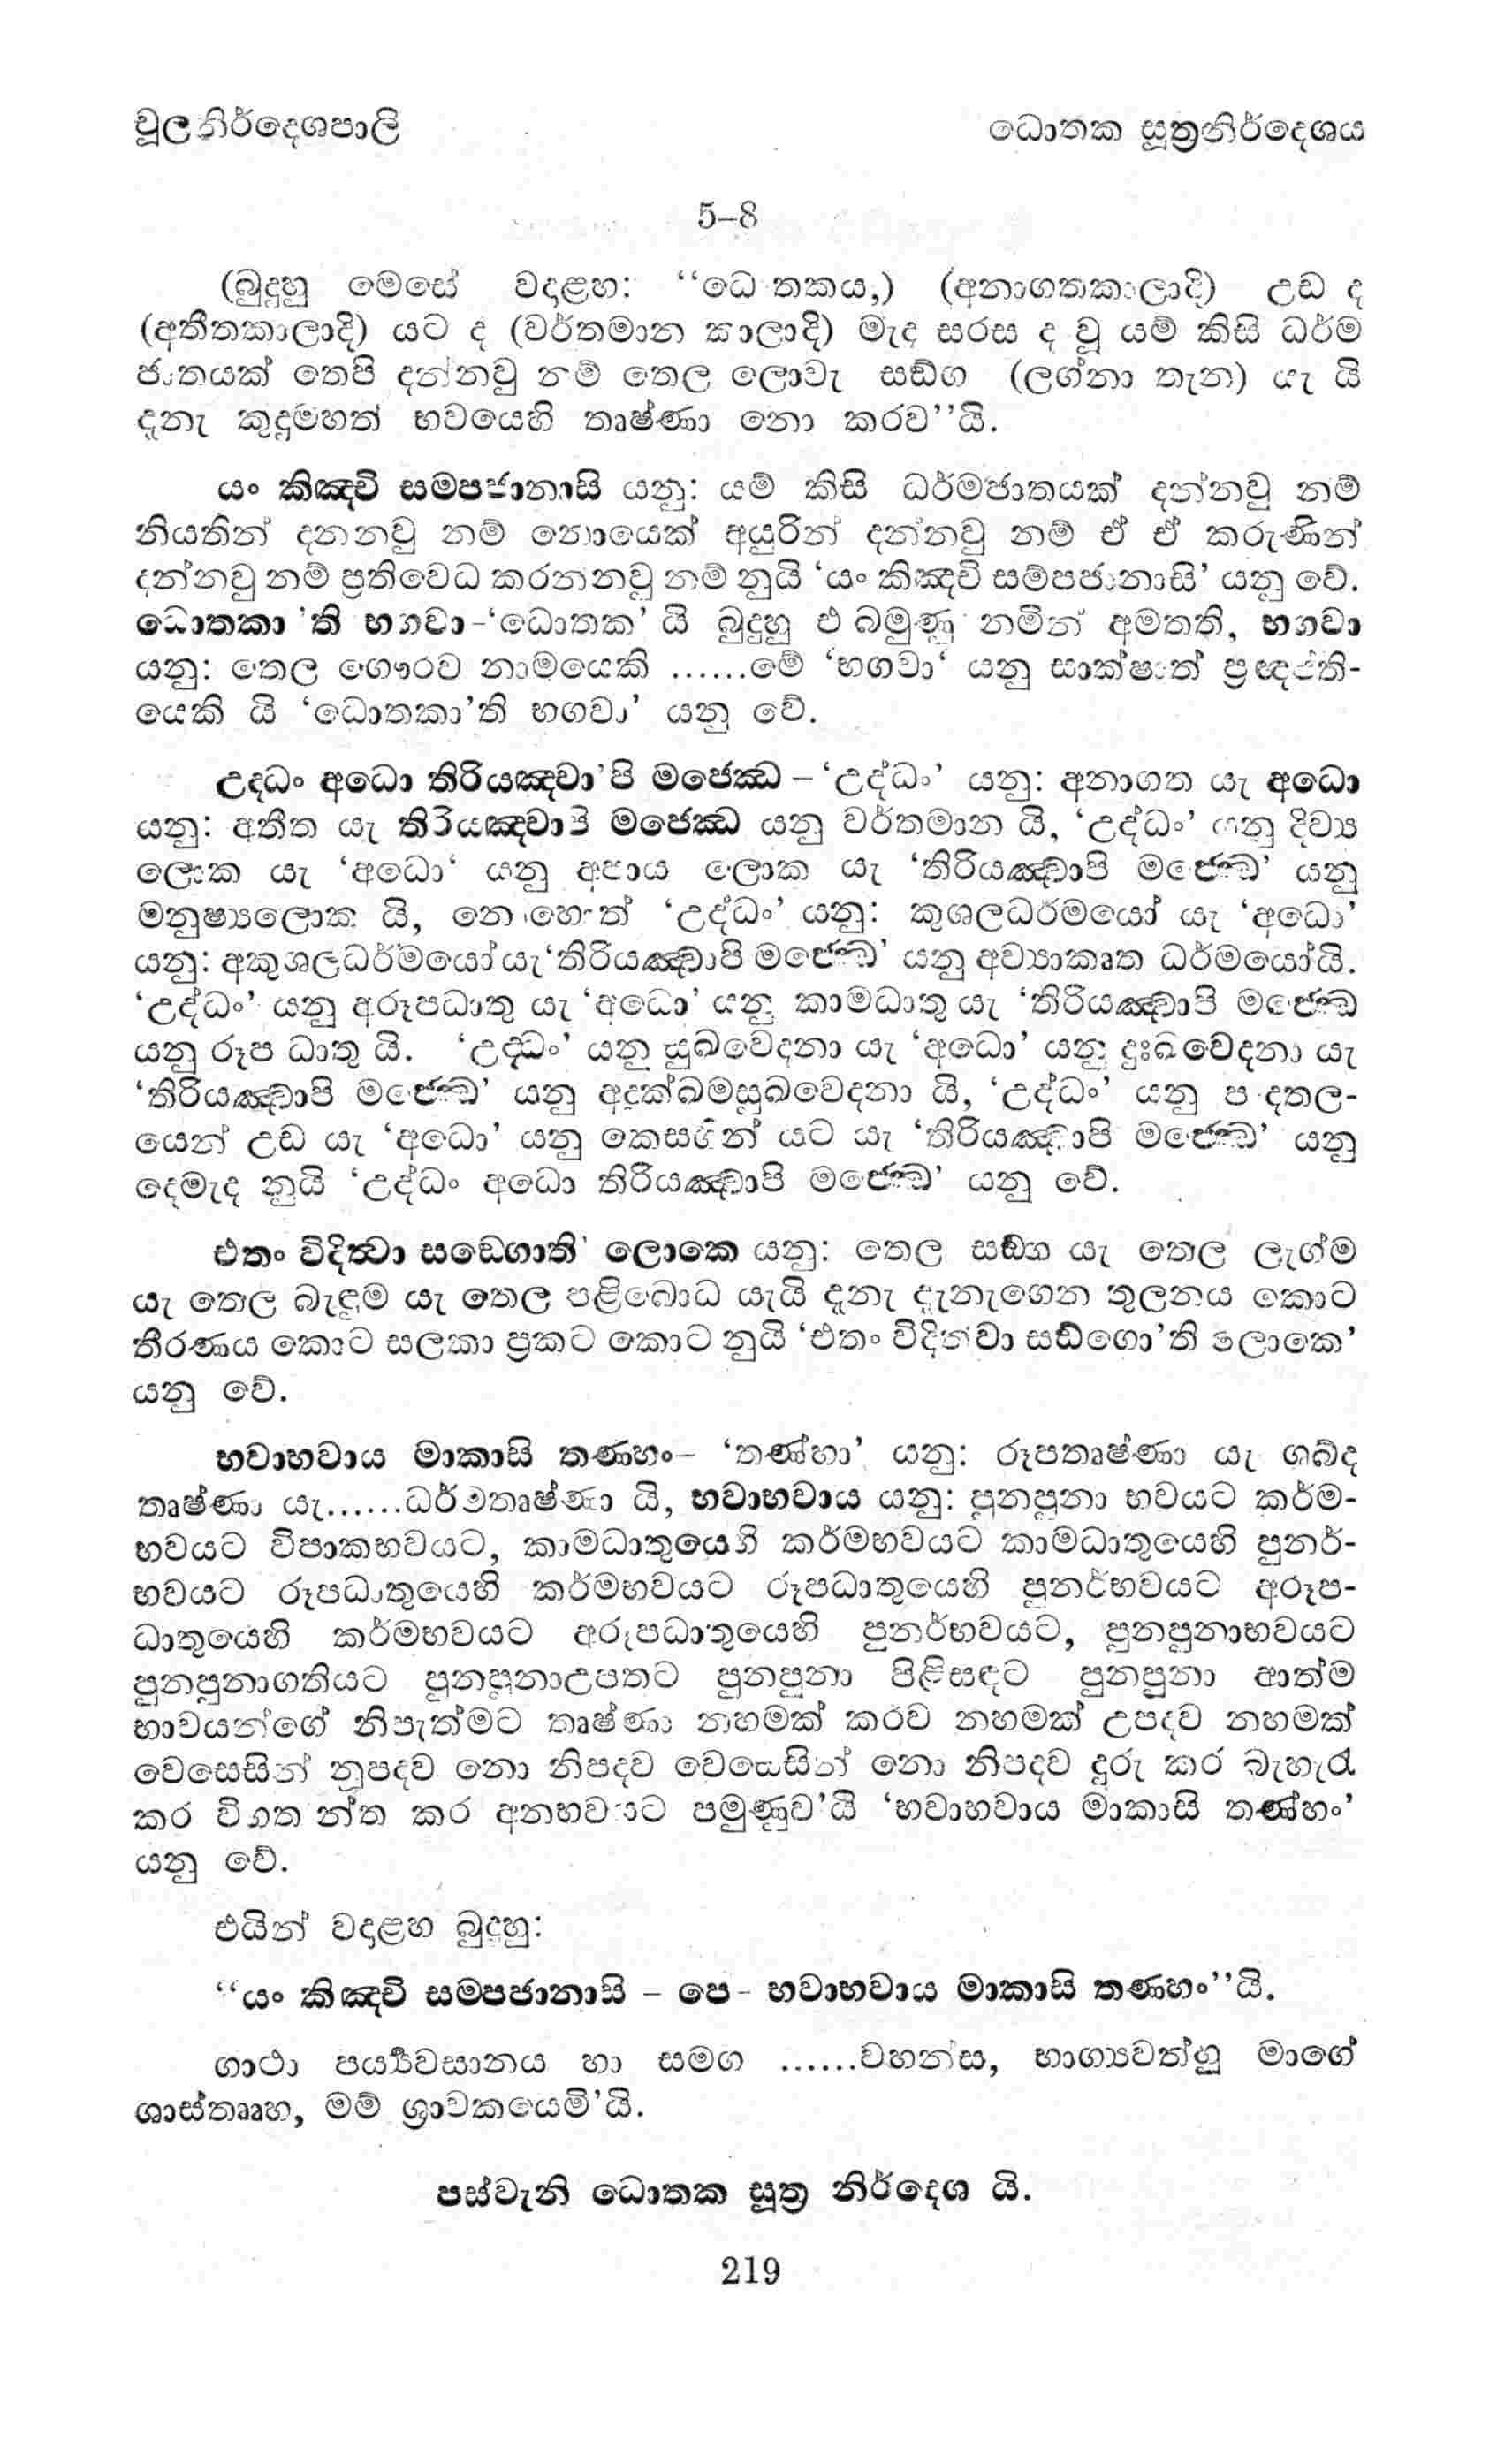 චූලනිර්දෙශපාලි
ධොතක සූත්‍රනිර්දෙශය
5–8
(බුදුහු මෙසේ වදාළහ: “ධොතකය,) (අනාගතකාලාදි) උඩ ද
(අතීතකාලාදි) යට ද (වර්තමාන කාලාදි) මැද සරස ද වූ යම් කිසි ධර්ම
ජාතයක් තෙපි දන්නවු නම් තෙල ලොවැ සඞ්ග (ලග්නා තැන) යැ යි
දැනැ කුදුමහත් භවයෙහි තෘෂ්ණා නො කරව”යි.
යං කිඤ්චි සම්පජානාසි යනු: යම් කිසි ධර්මජාතයක් දන්නවු නම්
නියතින් දන්නවු නම් නොයෙක් අයුරින් දන්නවු නම් ඒ ඒ කරුණින්
දන්නවු නම් ප්‍රතිවෙධ කරන්නවු නම් නුයි ‘යං කිඤ්චි සම්පජානාසි’ යනු වේ.
ධොතකා ’ති භගවා-‘ධොතක’ යි බුදුහු එ බමුණු නමින් අමතති, භගවා
යනු: තෙල ගෞරව නාමයෙකි ......මේ ‘භගවා‘ යනු සාක්ෂාත් ප්‍රඥප්ති-
යෙකි යි ‘ධොතකා’ති භගවා’ යනු වේ.
උද්ධං අධො තිරියඤ්චා’පි මජ්ඣෙ – ‘උද්ධං’ යනු: අනාගත යැ අධො
යනු: අතීත යැ තිරියඤ්චාපි මජ්ඣෙ යනු වර්තමාන යි, ‘උද්ධං’ යනු දිව්‍ය
ලොක යැ ‘අධො‘ යනු අපාය ලොක යැ ‘තිරියඤ්චාපි මජ්ඣෙ’ යනු
මනුෂ්‍යලොක යි, නොහොත් ‘උද්ධං’ යනු: කුශලධර්මයෝ යැ ‘අධො’
යනු: අකුශලධර්මයෝ යැ‘තිරියඤ්චාපි මජ්ඣෙ’ යනු අව්‍යාකෘත ධර්මයෝයි.
‘උද්ධං’ යනු අරූපධාතු යැ ‘අධො’ යනු කාමධාතු යැ ‘තිරියඤ්චාපි මජ්ඣෙ
යනු රූප ධාතු යි. ‘උද්ධං’ යනු සුඛවෙදනා යැ ‘අධො’ යනු දුඃඛවෙදනා යැ
‘තිරියඤ්චාපි මජ්ඣෙ’ යනු අදුක්ඛමසුඛවෙදනා යි, ‘උද්ධං’ යනු පාදතල-
යෙන් උඩ යැ ‘අධො’ යනු කෙසගින් යට යැ ‘තිරියඤ්චාපි මජ්ඣෙ’ යනු
දෙමැද නුයි ‘උද්ධං අධො තිරියඤ්චාපි මජ්ඣෙ’ යනු වේ.
එතං විදිත්‍වා සඞ්ගොති’ ලොකෙ යනු: තෙල සඞ්ග යැ තෙල ලැග්ම
යැ තෙල බැඳුම යැ තෙල පළිබොධ යැයි දැනැ දැනැගෙන තුලනය කොට
තීරණය කොට සලකා ප්‍රකට කොට නුයි ‘එතං විදිත්වා සඞ්ගො’ති ලොකෙ’
යනු වේ.
භවාභවාය මාකාසි තණ්හං– ‘තණ්හා’ යනු: රූපතෘෂ්ණා යැ ශබ්ද
තෘෂ්ණා යැ......ධර්මතෘෂ්ණා යි, භවාභවාය යනු: පුනපුනා භවයට කර්ම-
භවයට විපාකභවයට, කාමධාතුයෙහි කර්මභවයට කාමධාතුයෙහි පුනර්-
භවයට රූපධාතුයෙහි කර්මභවයට රූපධාතුයෙහි පුනර්භවයට අරූප-
ධාතුයෙහි කර්මභවයට අරූපධාතුයෙහි පුනර්භවයට, පුනපුනාභවයට
පුනපුනාගතියට පුනපුනාඋපතට පුනපුනා පිළිසඳට පුනපුනා ආත්ම
භාවයන්ගේ නිපැත්මට තෘෂ්ණා නහමක් කරව නහමක් උපදව නහමක්
වෙසෙසින් නූපදව නො නිපදව වෙසෙසින් නො නිපදව දුරු කර බැහැර
කර විගතන්ත කර අනභවයට පමුණුව’යි ‘භවාභවාය මාකාසි තණ්හං’
යනු වේ.
එයින් වදාළහ බුදුහු:
“යං කිඤ්චි සම්පජානාසි – පෙ – භවාභවාය මාකාසි තණ්හං”යි.
ගාථා පර්‍ය්‍යවසානය හා සමග ......වහන්ස, භාග්‍යවත්හු මාගේ
ශාස්තෲහ, මම් ශ්‍රාවකයෙමි’යි.
පස්වැනි ධොතක සූත්‍ර නිර්දෙශ යි.
219